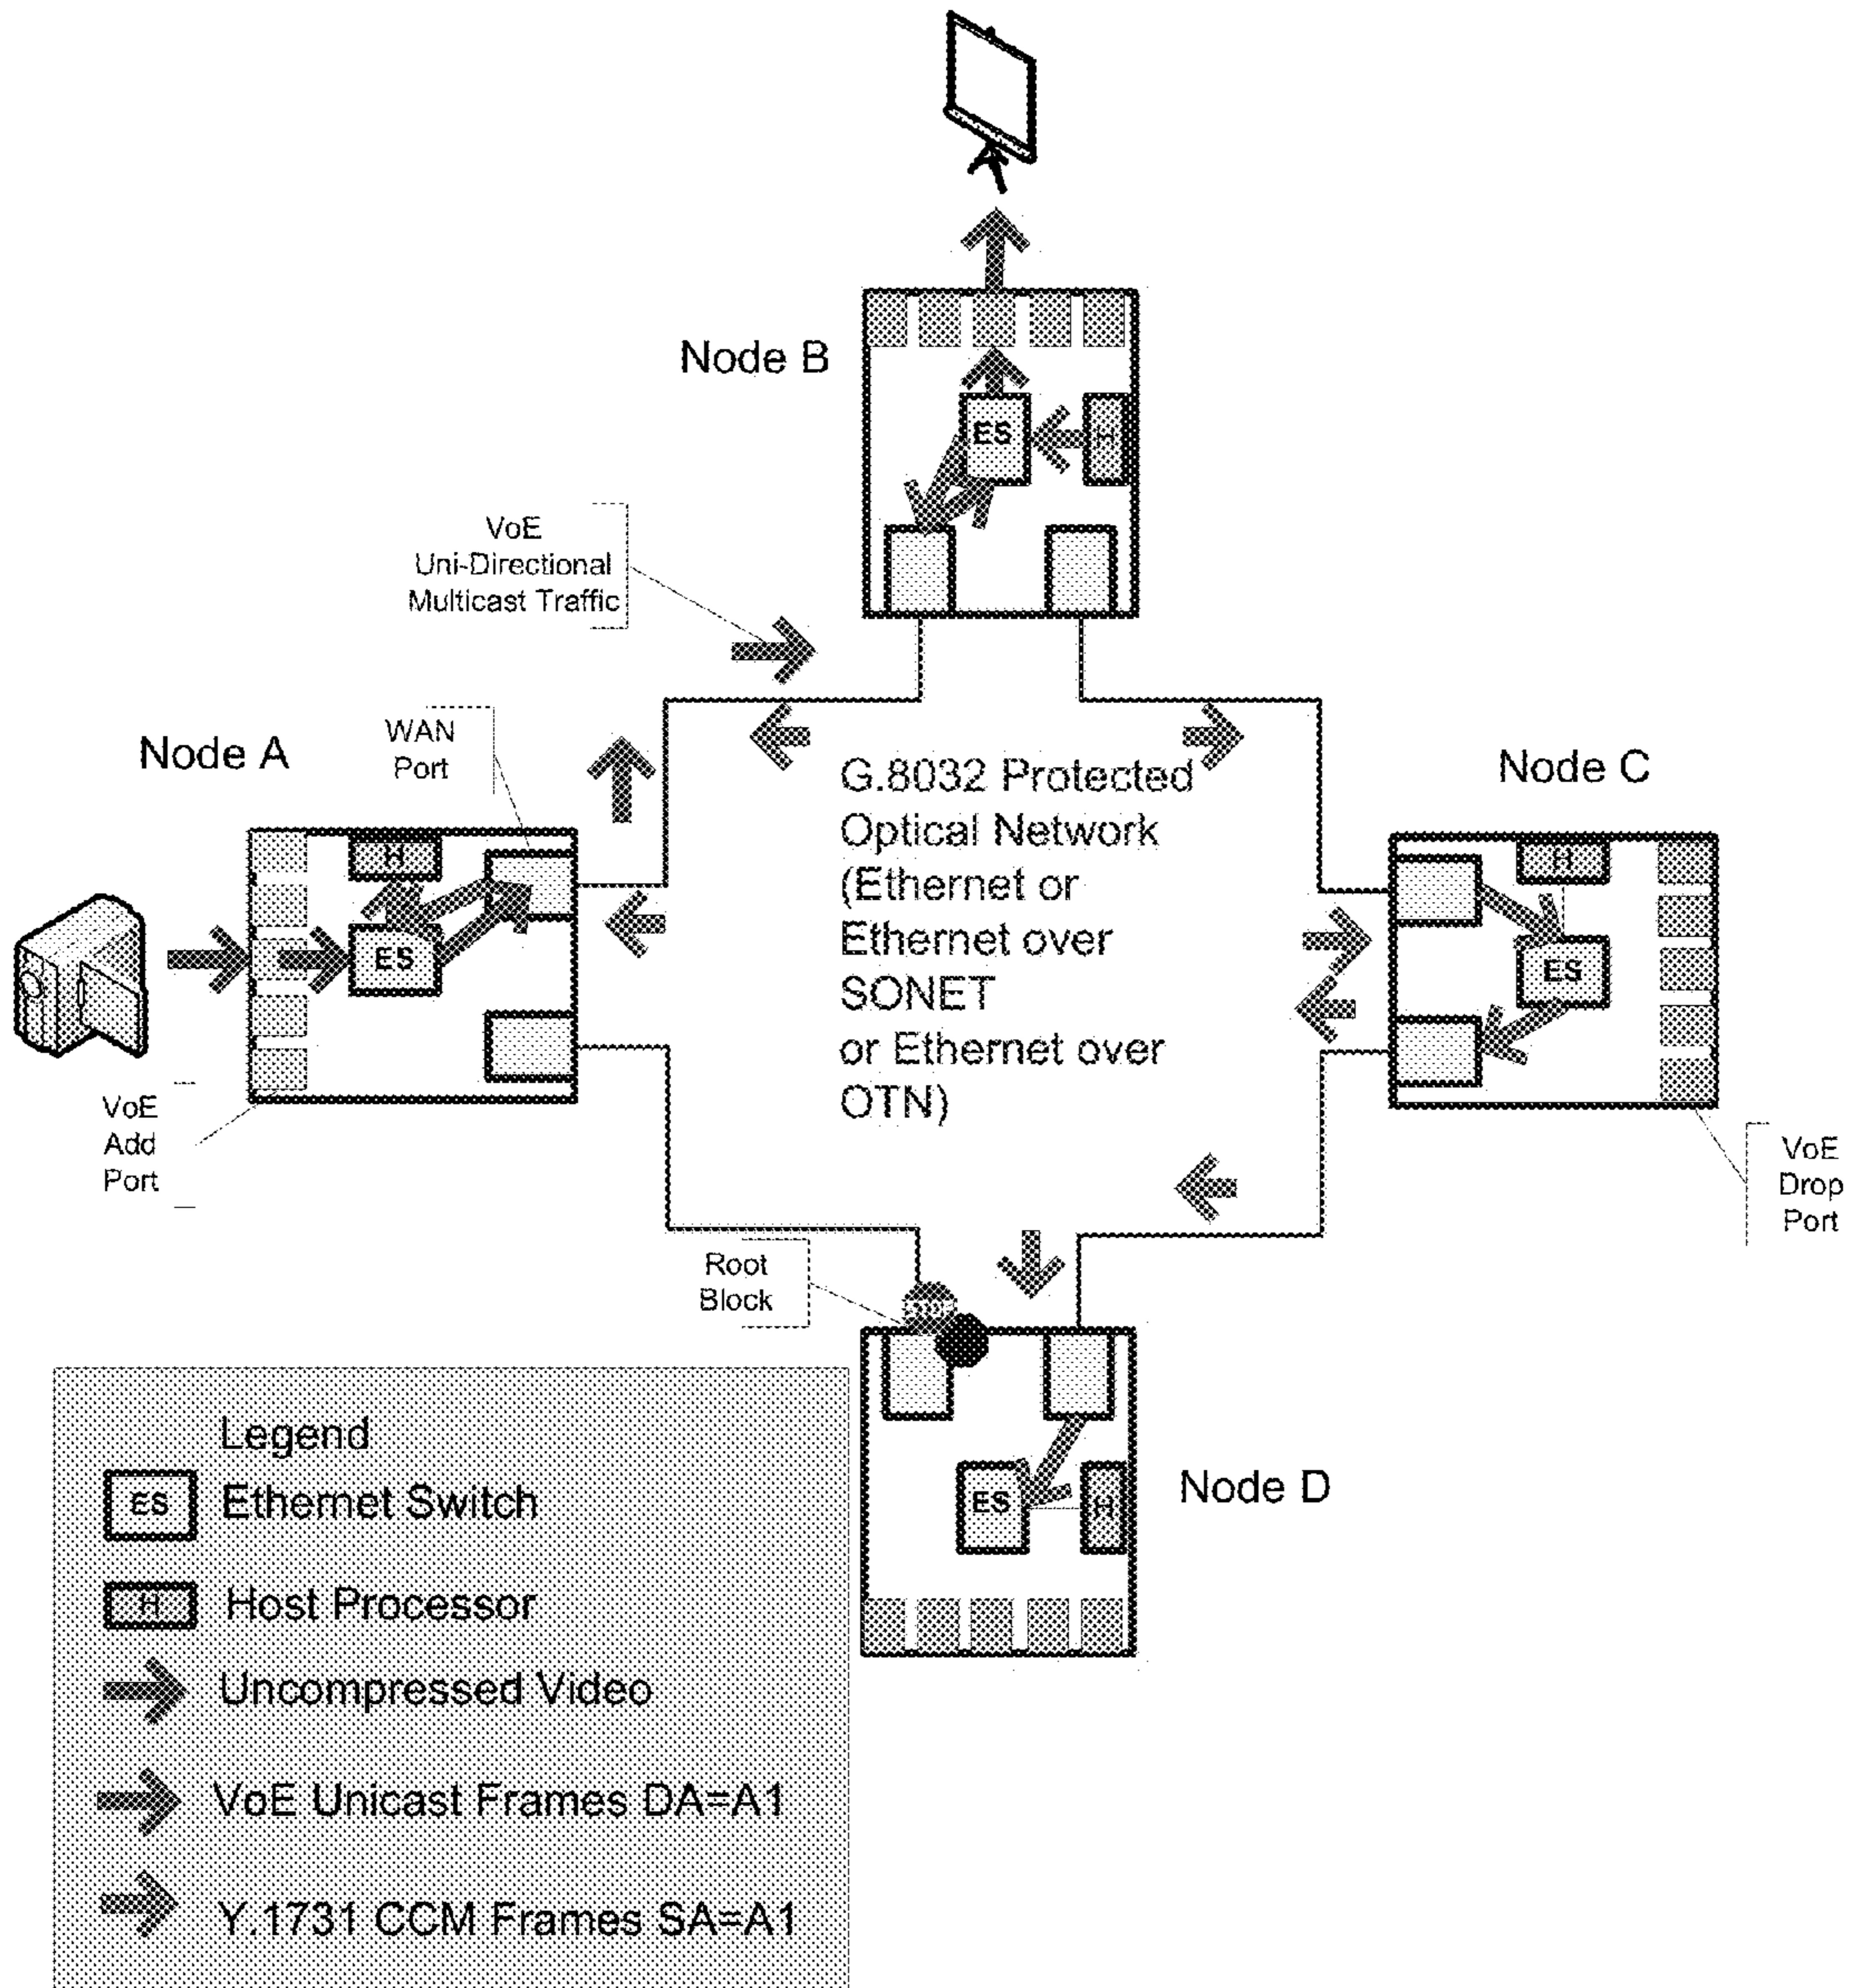 Node B
ES
H
VoE
Uni-Directional
Multicast Traffic
WAN
Port
Node A
H
ES
G.8032 Protected
Optical Network
(Ethernet or
Ethernet over
SONET
or Ethernet over
OTN)
Node C
H
ES
VoE
Add
Port
VoE
Drop
Port
Root
Block
ES
H
Node D
Legend
ES
Ethernet Switch
H
Host Processor
Uncompressed Video
VoE Unicast Frames DA=A1
Y.1731 CCM Frames SA=A1